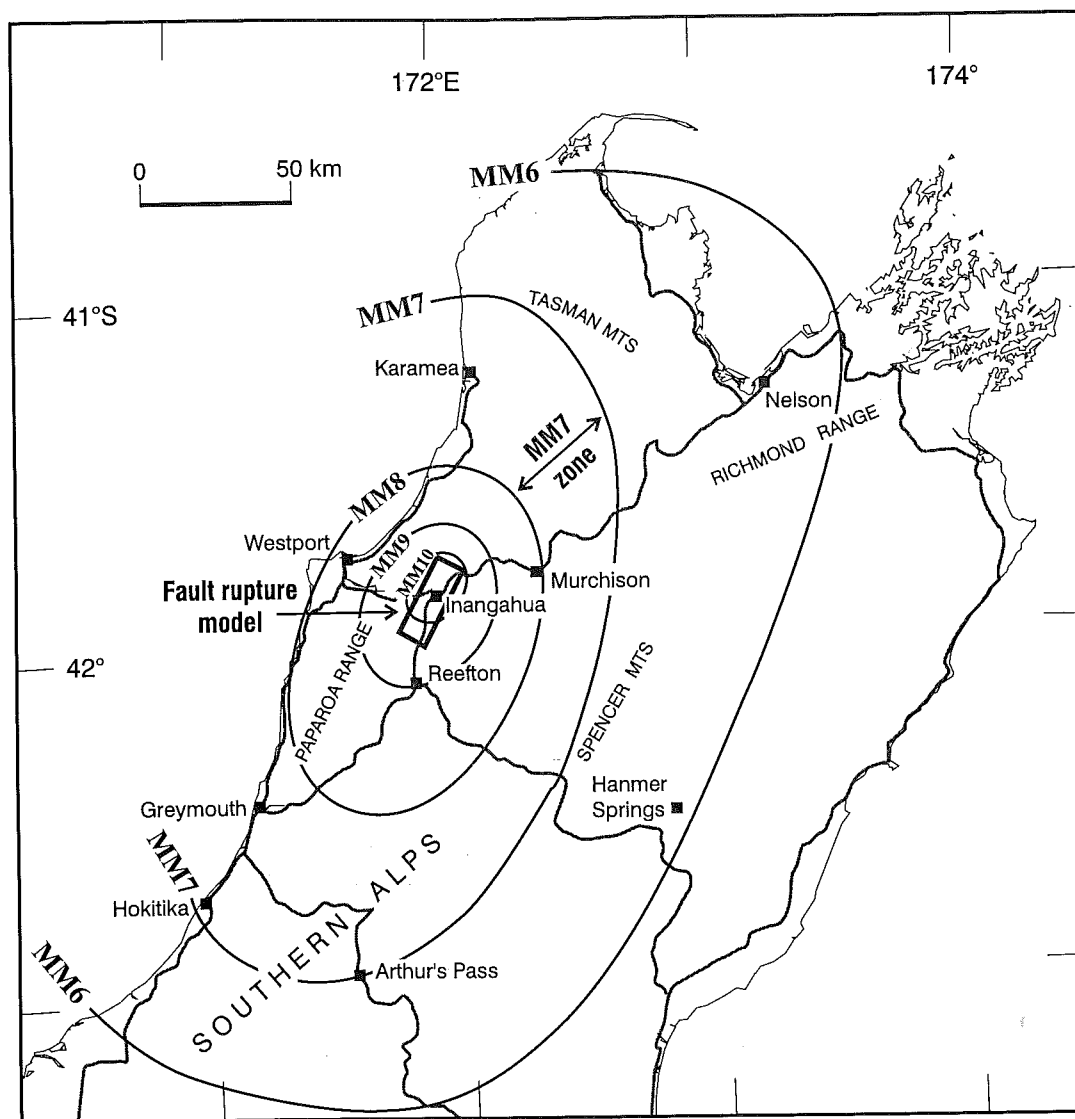 172°E
174°
0
50 km
MM6
41°S
MM7
TASMAN MTS
Karamea
Nelson
MM7
zone
RICHMOND RANGE
MM8
Westport
MM9
MM10
Murchison
Fault rupture
model
Inangahua
42°
PAPAROA RANGE
Reefton
SPENCER MTS
Hanmer
Springs
Greymouth
MM7
SOUTHERN ALPS
Hokitika
Arthur's Pass
MM6